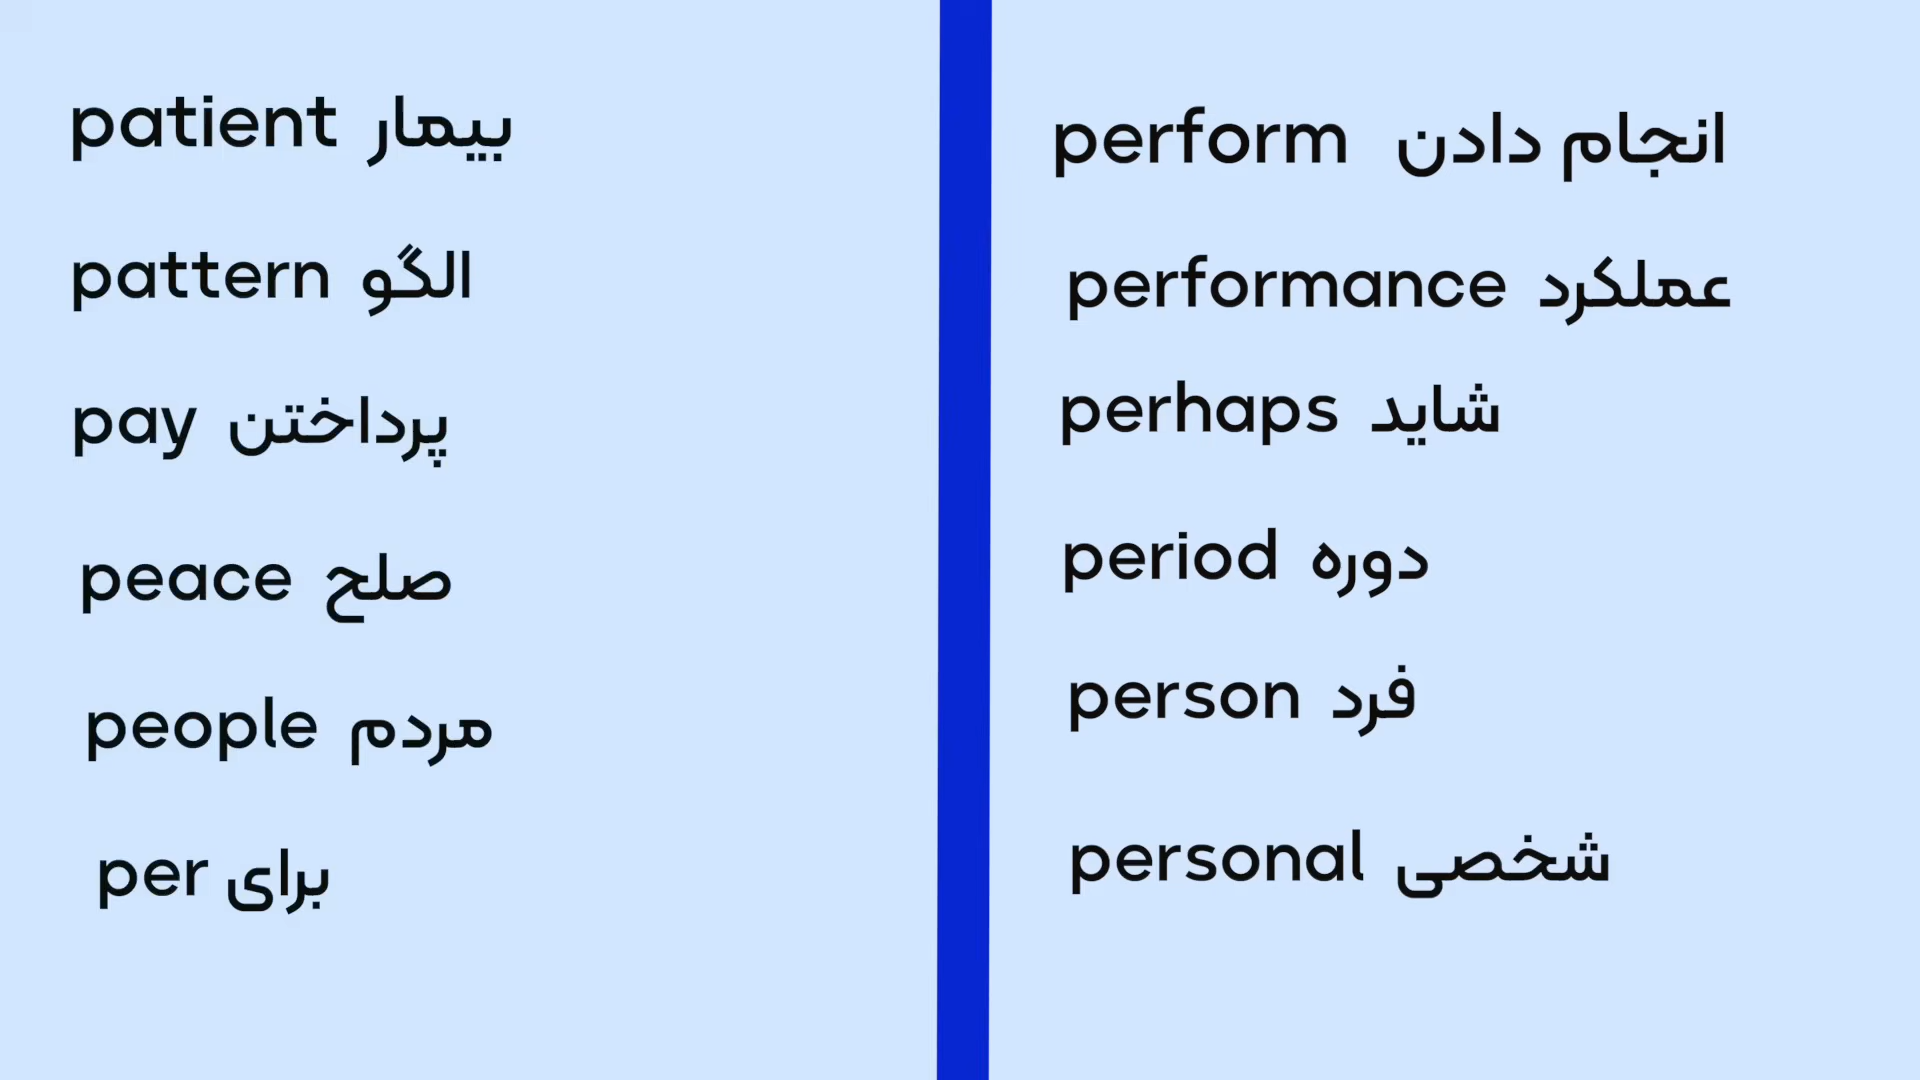 patient بیمار
pattern الگو
pay پرداختن
peace صلح
people مردم
per برای
perform انجام دادن
performance عملکرد
perhaps شاید
period دوره
person فرد
personal شخصی